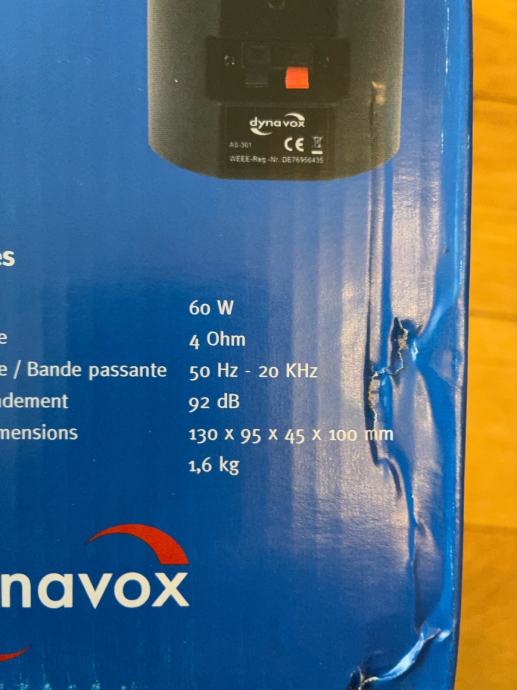 dynavox
AS-301
CE
WEEE-Reg.-Nr. DE76956435
es
60 W
e 4 Ohm
e / Bande passante 50 Hz - 20 KHz
ndement 92 dB
mensions 130 x 95 x 45 x 100 mm
1,6 kg
navox